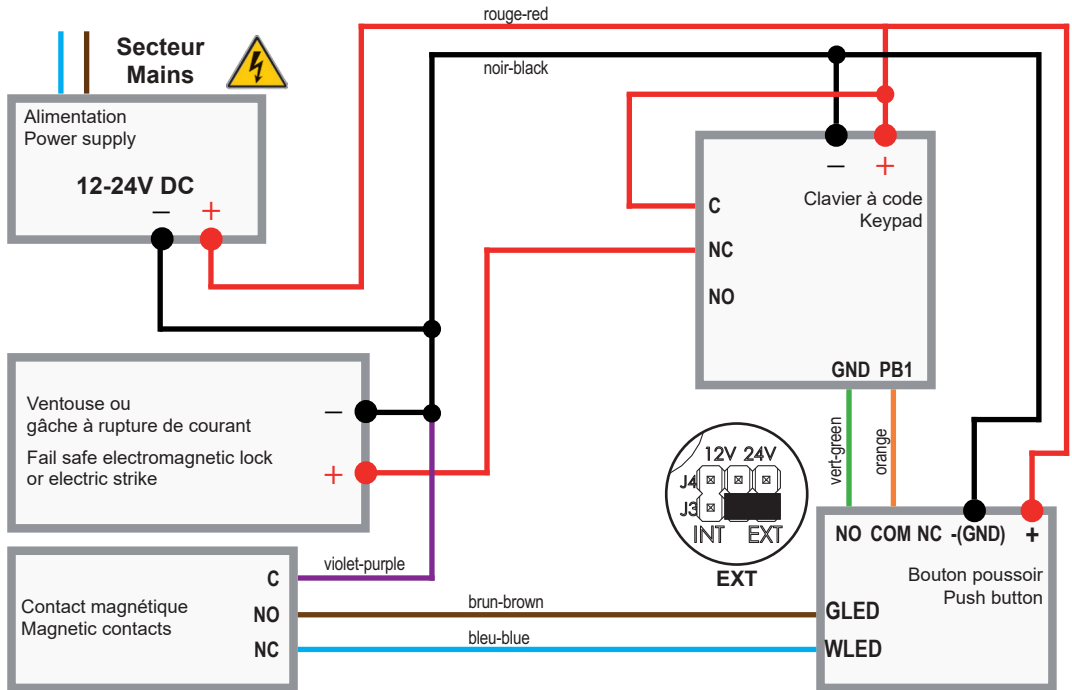 rouge-red
Secteur
Mains
noir-black
Alimentation
Power supply
12-24V DC
− +
− +
Clavier à code
Keypad
C
NC
NO
GND PB1
Ventouse ou
gâche à rupture de courant
Fail safe electromagnetic lock
or electric strike
−
+
vert-green
orange
12V 24V
J4
J3
INT EXT
EXT
NO COM NC -(GND) +
Bouton poussoir
Push button
GLED
WLED
violet-purple
brun-brown
bleu-blue
Contact magnétique
Magnetic contacts
C
NO
NC